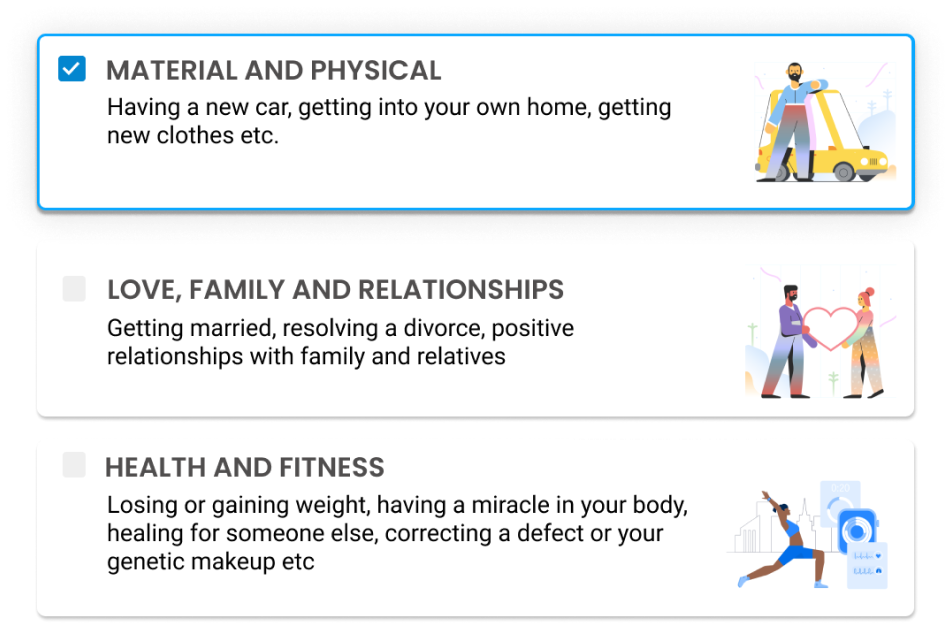 MATERIAL AND PHYSICAL
Having a new car, getting into your own home, getting
new clothes etc.
LOVE, FAMILY AND RELATIONSHIPS
Getting married, resolving a divorce, positive
relationships with family and relatives
HEALTH AND FITNESS
Losing or gaining weight, having a miracle in your body,
healing for someone else, correcting a defect or your
genetic makeup etc